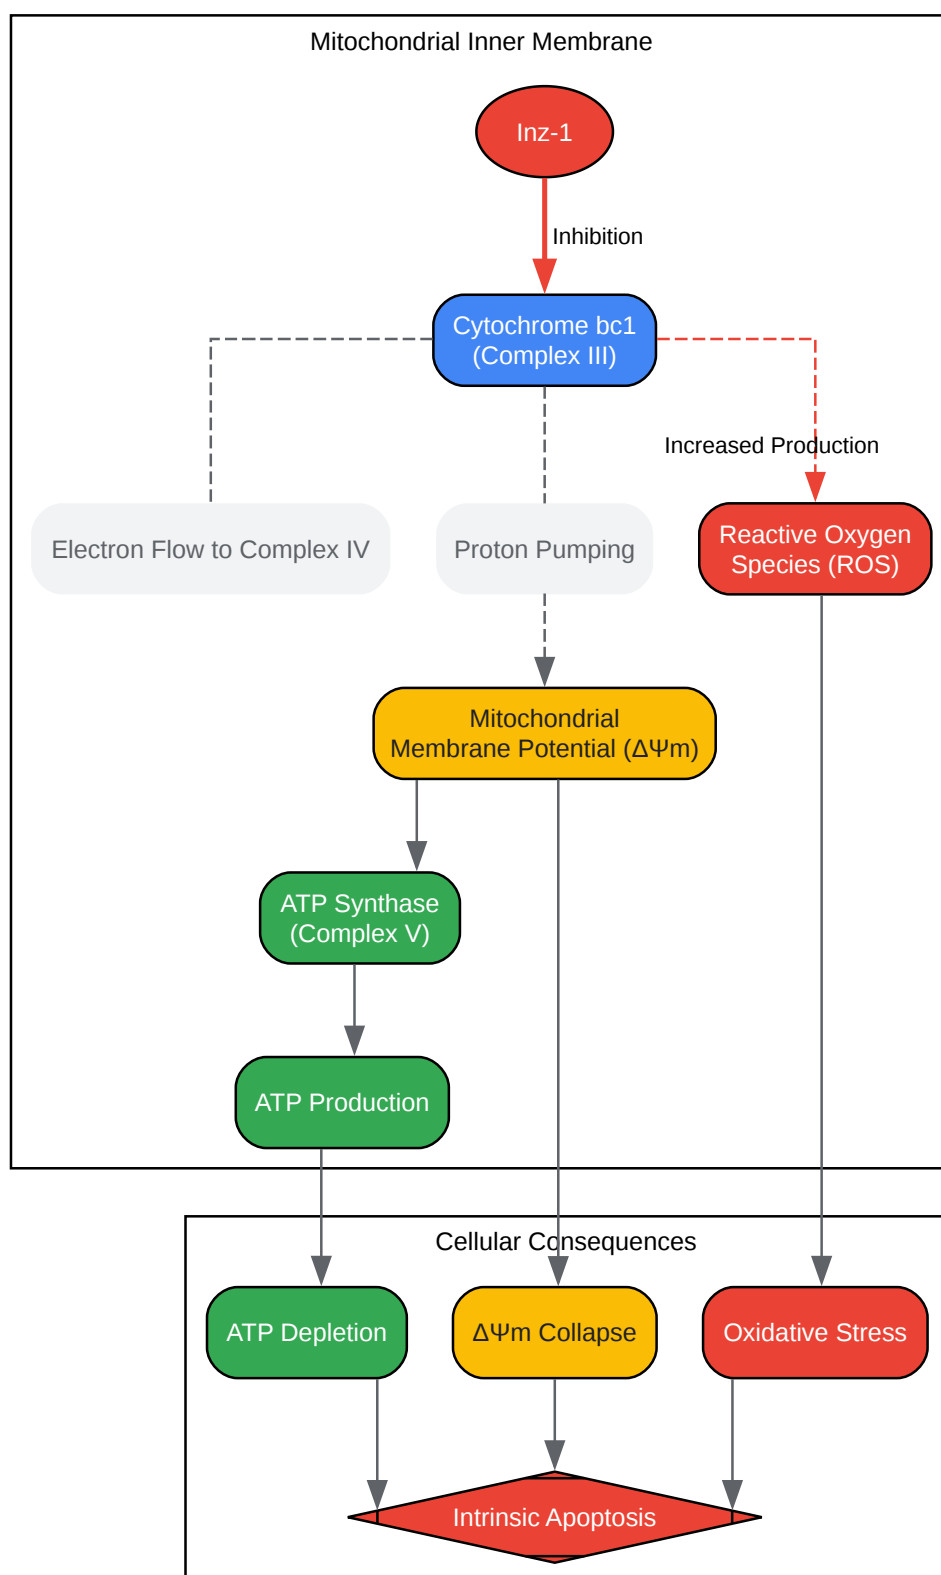 Mitochondrial Inner Membrane
Inz-1
Inhibition
Cytochrome bc1
(Complex III)
Increased Production
Electron Flow to Complex IV
Proton Pumping
Reactive Oxygen
Species (ROS)
Mitochondrial
Membrane Potential (ΔΨm)
ATP Synthase
(Complex V)
ATP Production
Cellular Consequences
ATP Depletion
ΔΨm Collapse
Oxidative Stress
Intrinsic Apoptosis